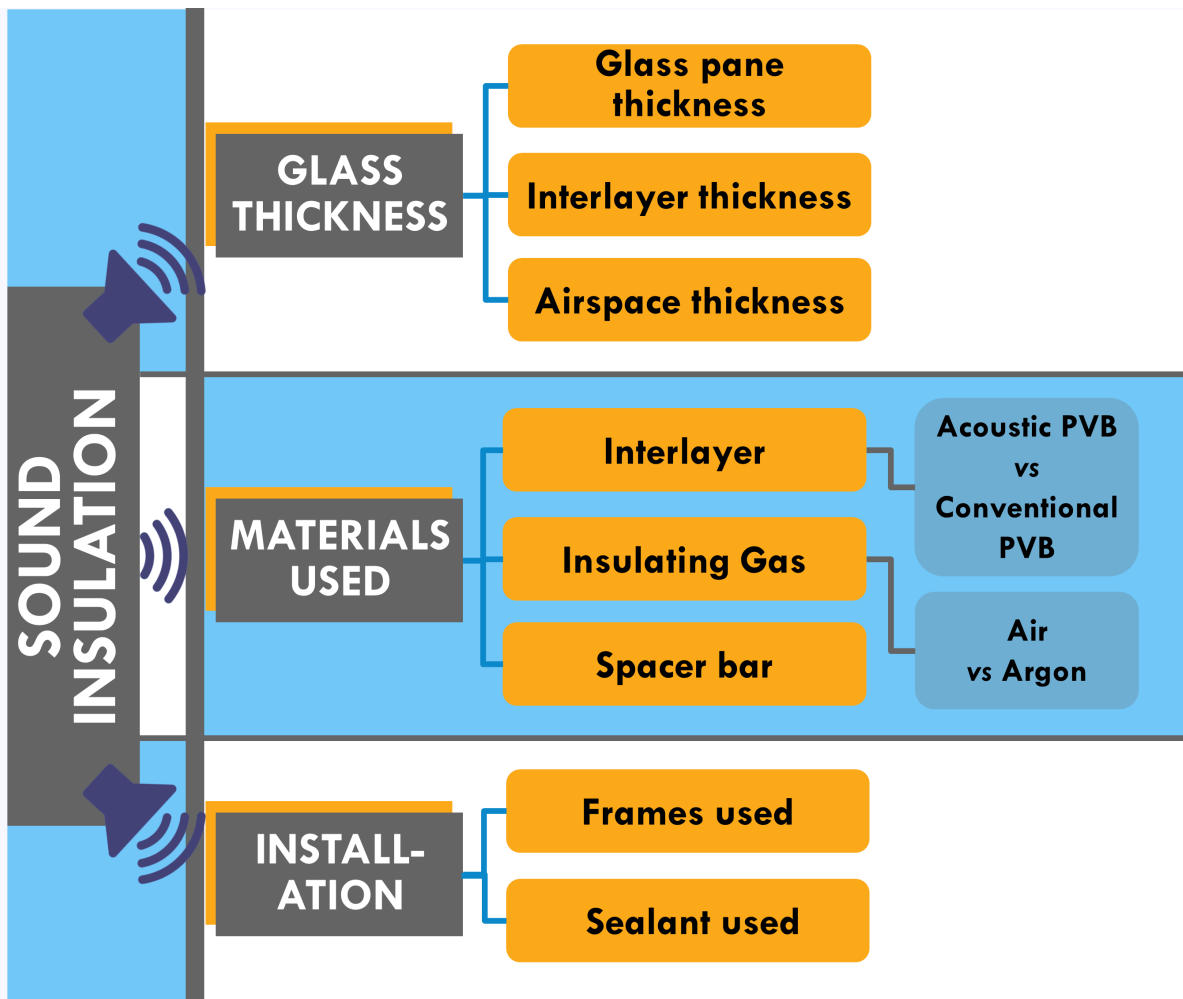 SOUND
INSULATION
GLASS
THICKNESS
Glass pane
thickness
Interlayer thickness
Airspace thickness
MATERIALS
USED
Interlayer
Acoustic PVB
vs
Conventional
PVB
Insulating Gas
Air
vs Argon
Spacer bar
INSTALL-
ATION
Frames used
Sealant used